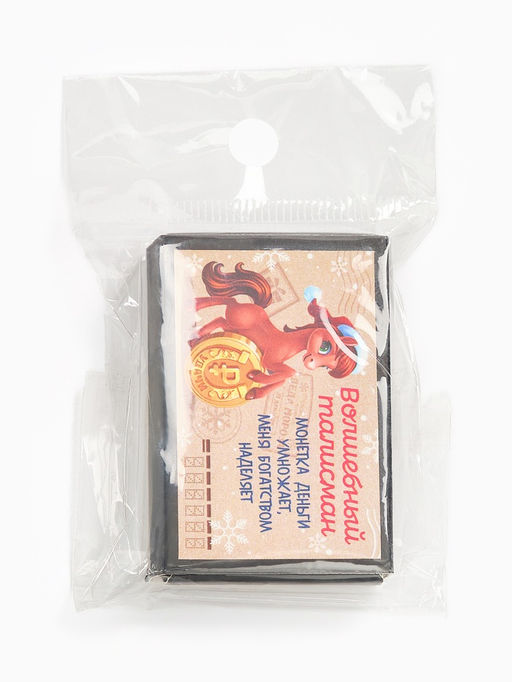 Волшебный
талисман
МОНЕТКА ДЕНЬГИ
УМНОЖАЕТ,
МЕНЯ БОГАТСТВОМ
НАДЕЛЯЕТ